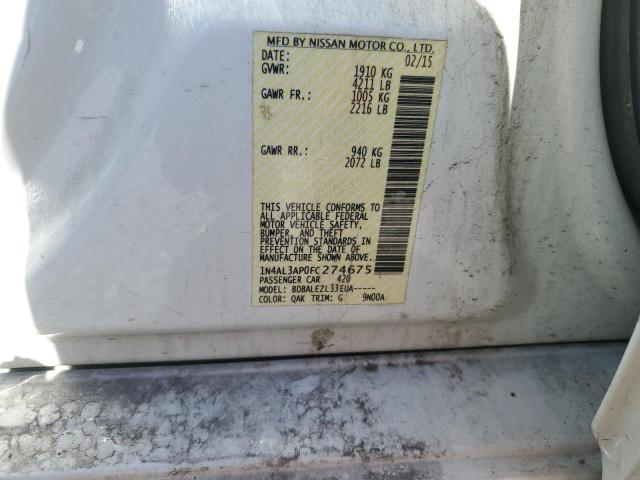 MFD BY NISSAN MOTOR CO., LTD.
DATE: 02/15
GVWR: 1910 KG
4211 LB
GAWR FR.: 1005 KG
2216 LB
GAWR RR.: 940 KG
2072 LB
THIS VEHICLE CONFORMS TO
ALL APPLICABLE FEDERAL
MOTOR VEHICLE SAFETY,
BUMPER, AND THEFT
PREVENTION STANDARDS IN
EFFECT ON THE DATE OF
MANUFACTURE SHOWN ABOVE.
1N4AL3AP0FC274675
PASSENGER CAR 420
MODEL: BDBALEZL33EUA-----
COLOR: QAK TRIM: G 9N00A